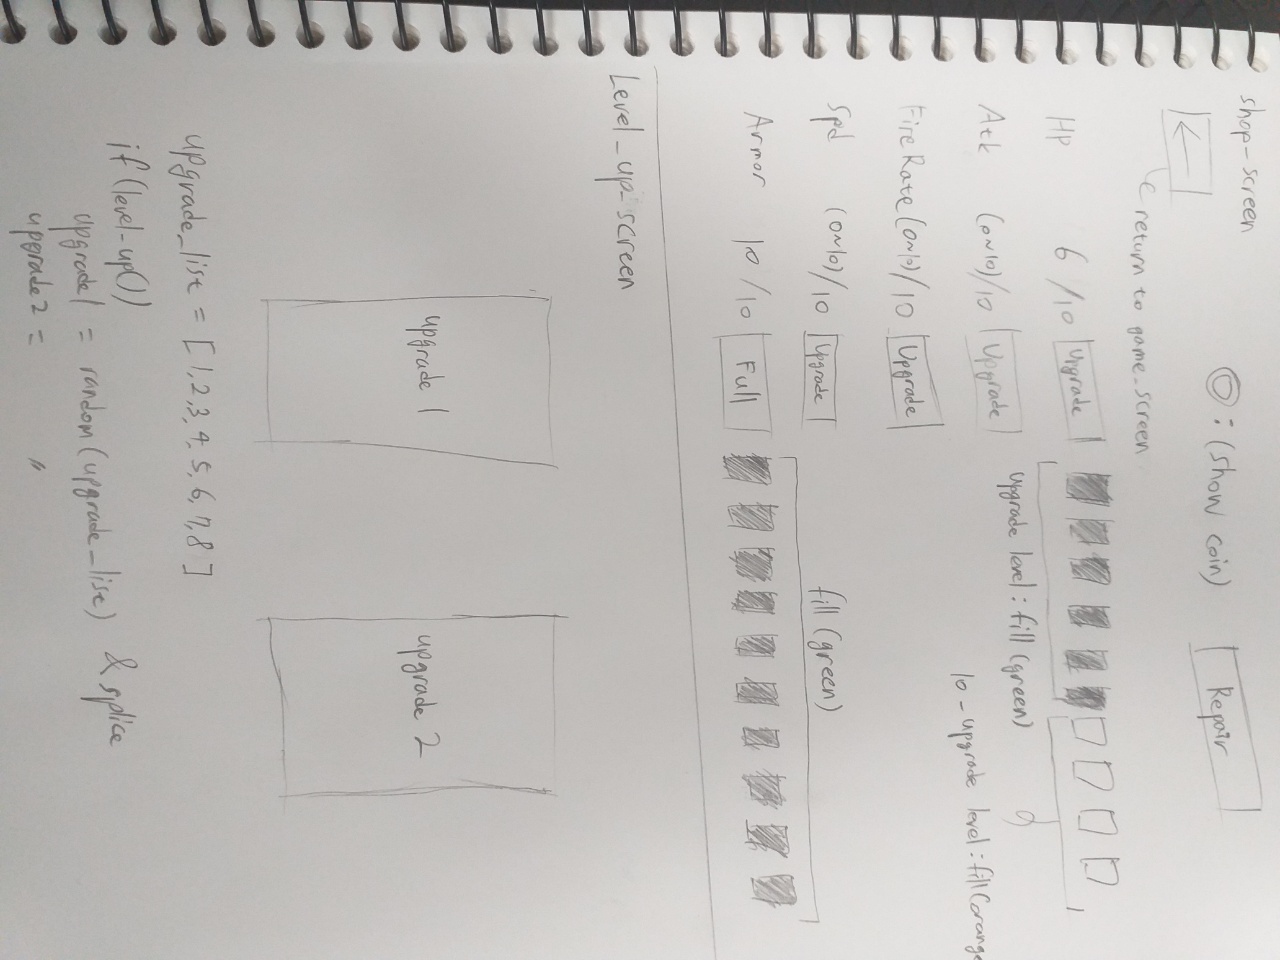 shop-screen
◎ : (show coin)
Repair
←
return to game_screen
HP 6/10 Upgrade
upgrade level : fill (green)
10 - upgrade level : fill (orange
Atk (0~10)/10 Upgrade
Fire Rate (0~10)/10 Upgrade
Spd (0~10)/10 Upgrade
fill (green)
Armor 10/10 Full
Level_up_screen
upgrade 1
upgrade 2
upgrade_list = [1,2,3,4,5,6,7,8]
if (level-up())
upgrade1 = random (upgrade_list) & splice
upgrade2 = 〃